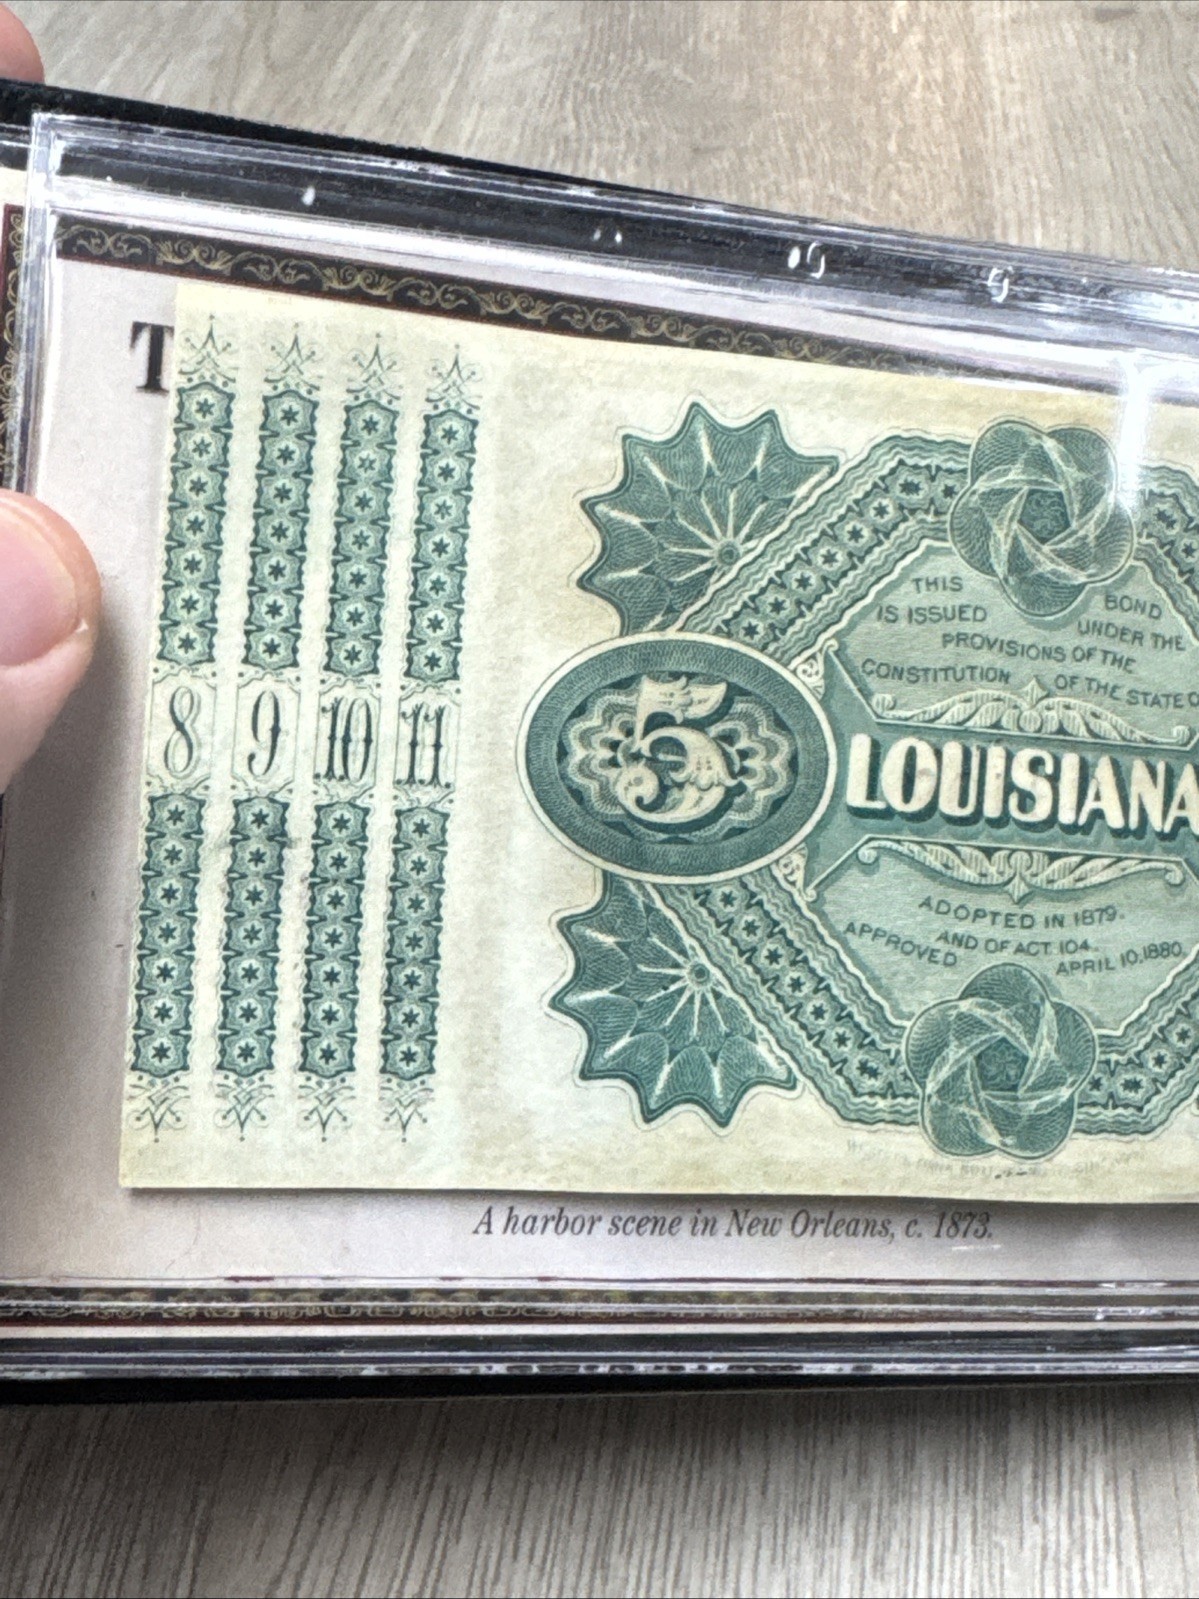 T
8 9 10 11
5
THIS BOND
IS ISSUED UNDER THE
PROVISIONS OF THE
CONSTITUTION OF THE STATE
LOUISIANA
ADOPTED IN 1879.
AND OF ACT 104.
APPROVED APRIL 10, 1880
A harbor scene in New Orleans, c. 1873.